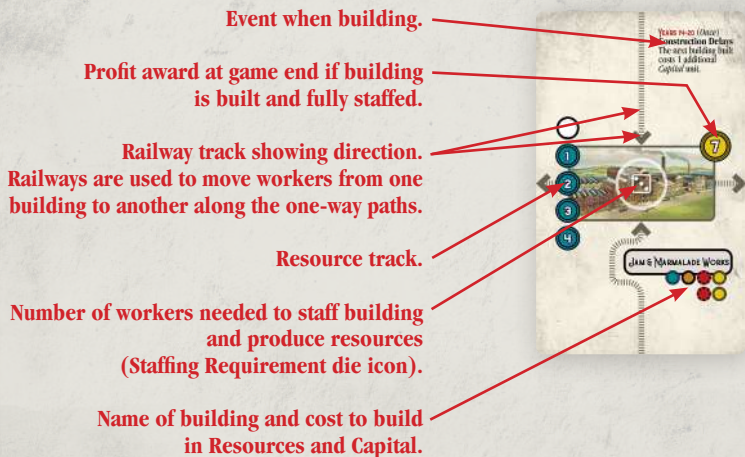 Event when building.
Profit award at game end if building
is built and fully staffed.
Railway track showing direction.
Railways are used to move workers from one
building to another along the one-way paths.
Resource track.
Number of workers needed to staff building
and produce resources
(Staffing Requirement die icon).
Name of building and cost to build
in Resources and Capital.
YEARS 14-20 (Once)
Construction Delays
The next building built
costs 1 additional
Capital unit.
7
1
2
3
4
JAM & MARMALADE WORKS